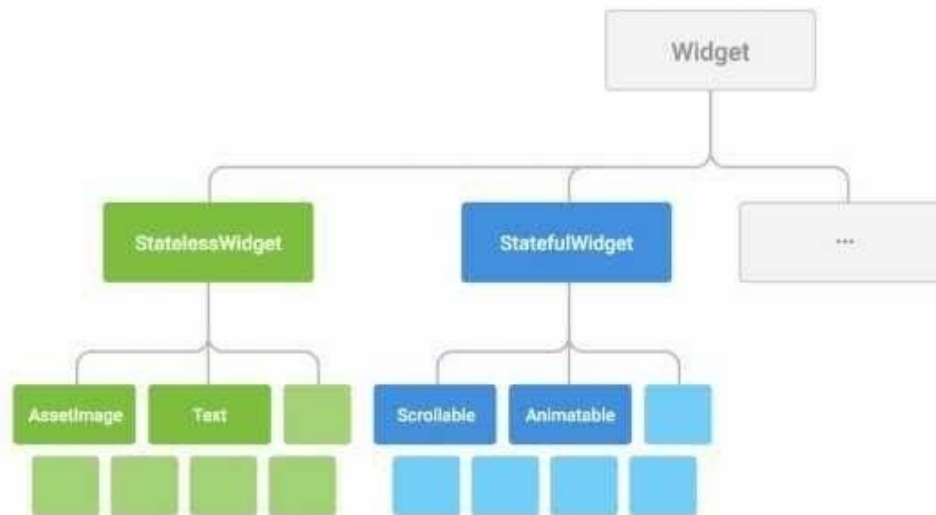 Widget
StatelessWidget
StatefulWidget
...
AssetImage
Text
Scrollable
Animatable